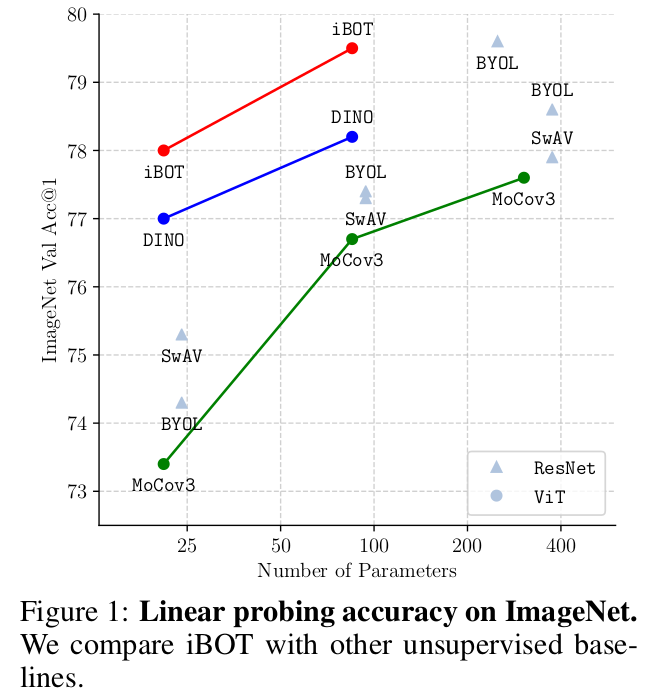 80
iBOT
BYOL
79
BYOL
DINO
SwAV
78
iBOT
BYOL
MoCov3
77
SwAV
DINO
MoCov3
76
ImageNet Val Acc@1
75
SwAV
74
BYOL
MoCov3
73
ResNet
ViT
25 50 100 200 400
Number of Parameters
Figure 1: Linear probing accuracy on ImageNet.
We compare iBOT with other unsupervised base-
lines.